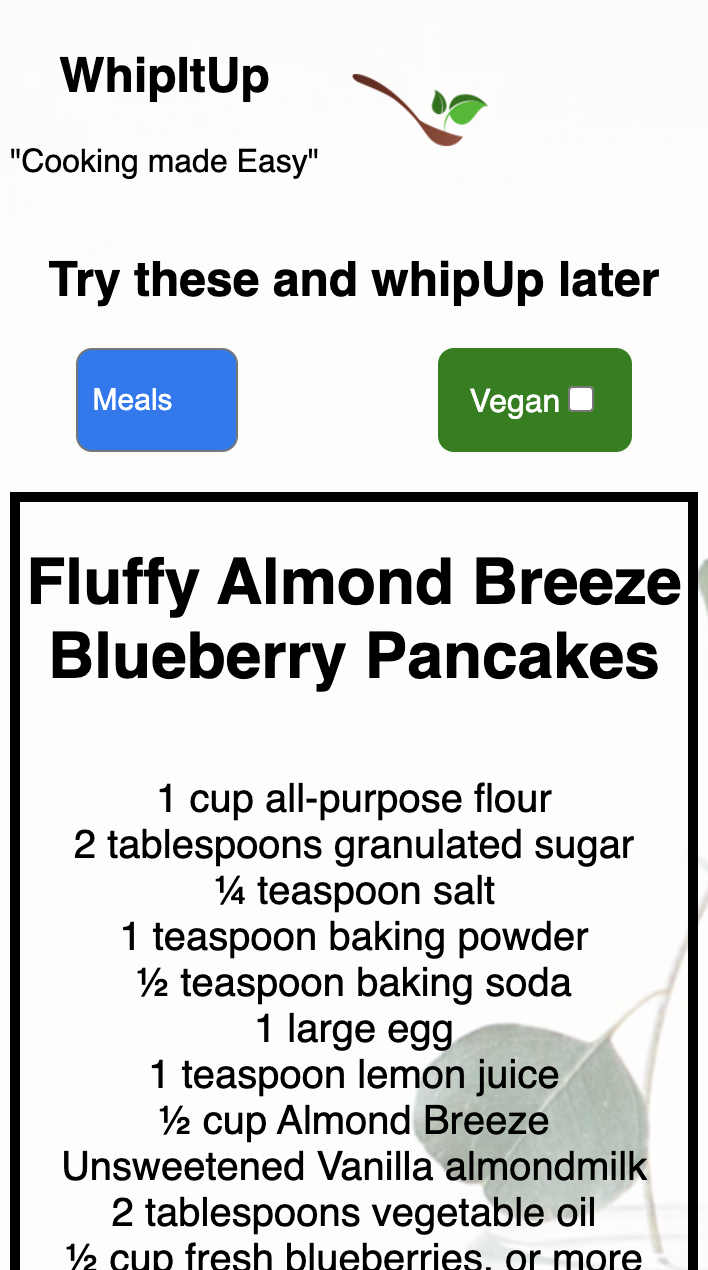 WhipItUp
"Cooking made Easy"
Try these and whipUp later
Meals
Vegan
Fluffy Almond Breeze
Blueberry Pancakes
1 cup all-purpose flour
2 tablespoons granulated sugar
¼ teaspoon salt
1 teaspoon baking powder
½ teaspoon baking soda
1 large egg
1 teaspoon lemon juice
½ cup Almond Breeze
Unsweetened Vanilla almondmilk
2 tablespoons vegetable oil
½ cup fresh blueberries, or more